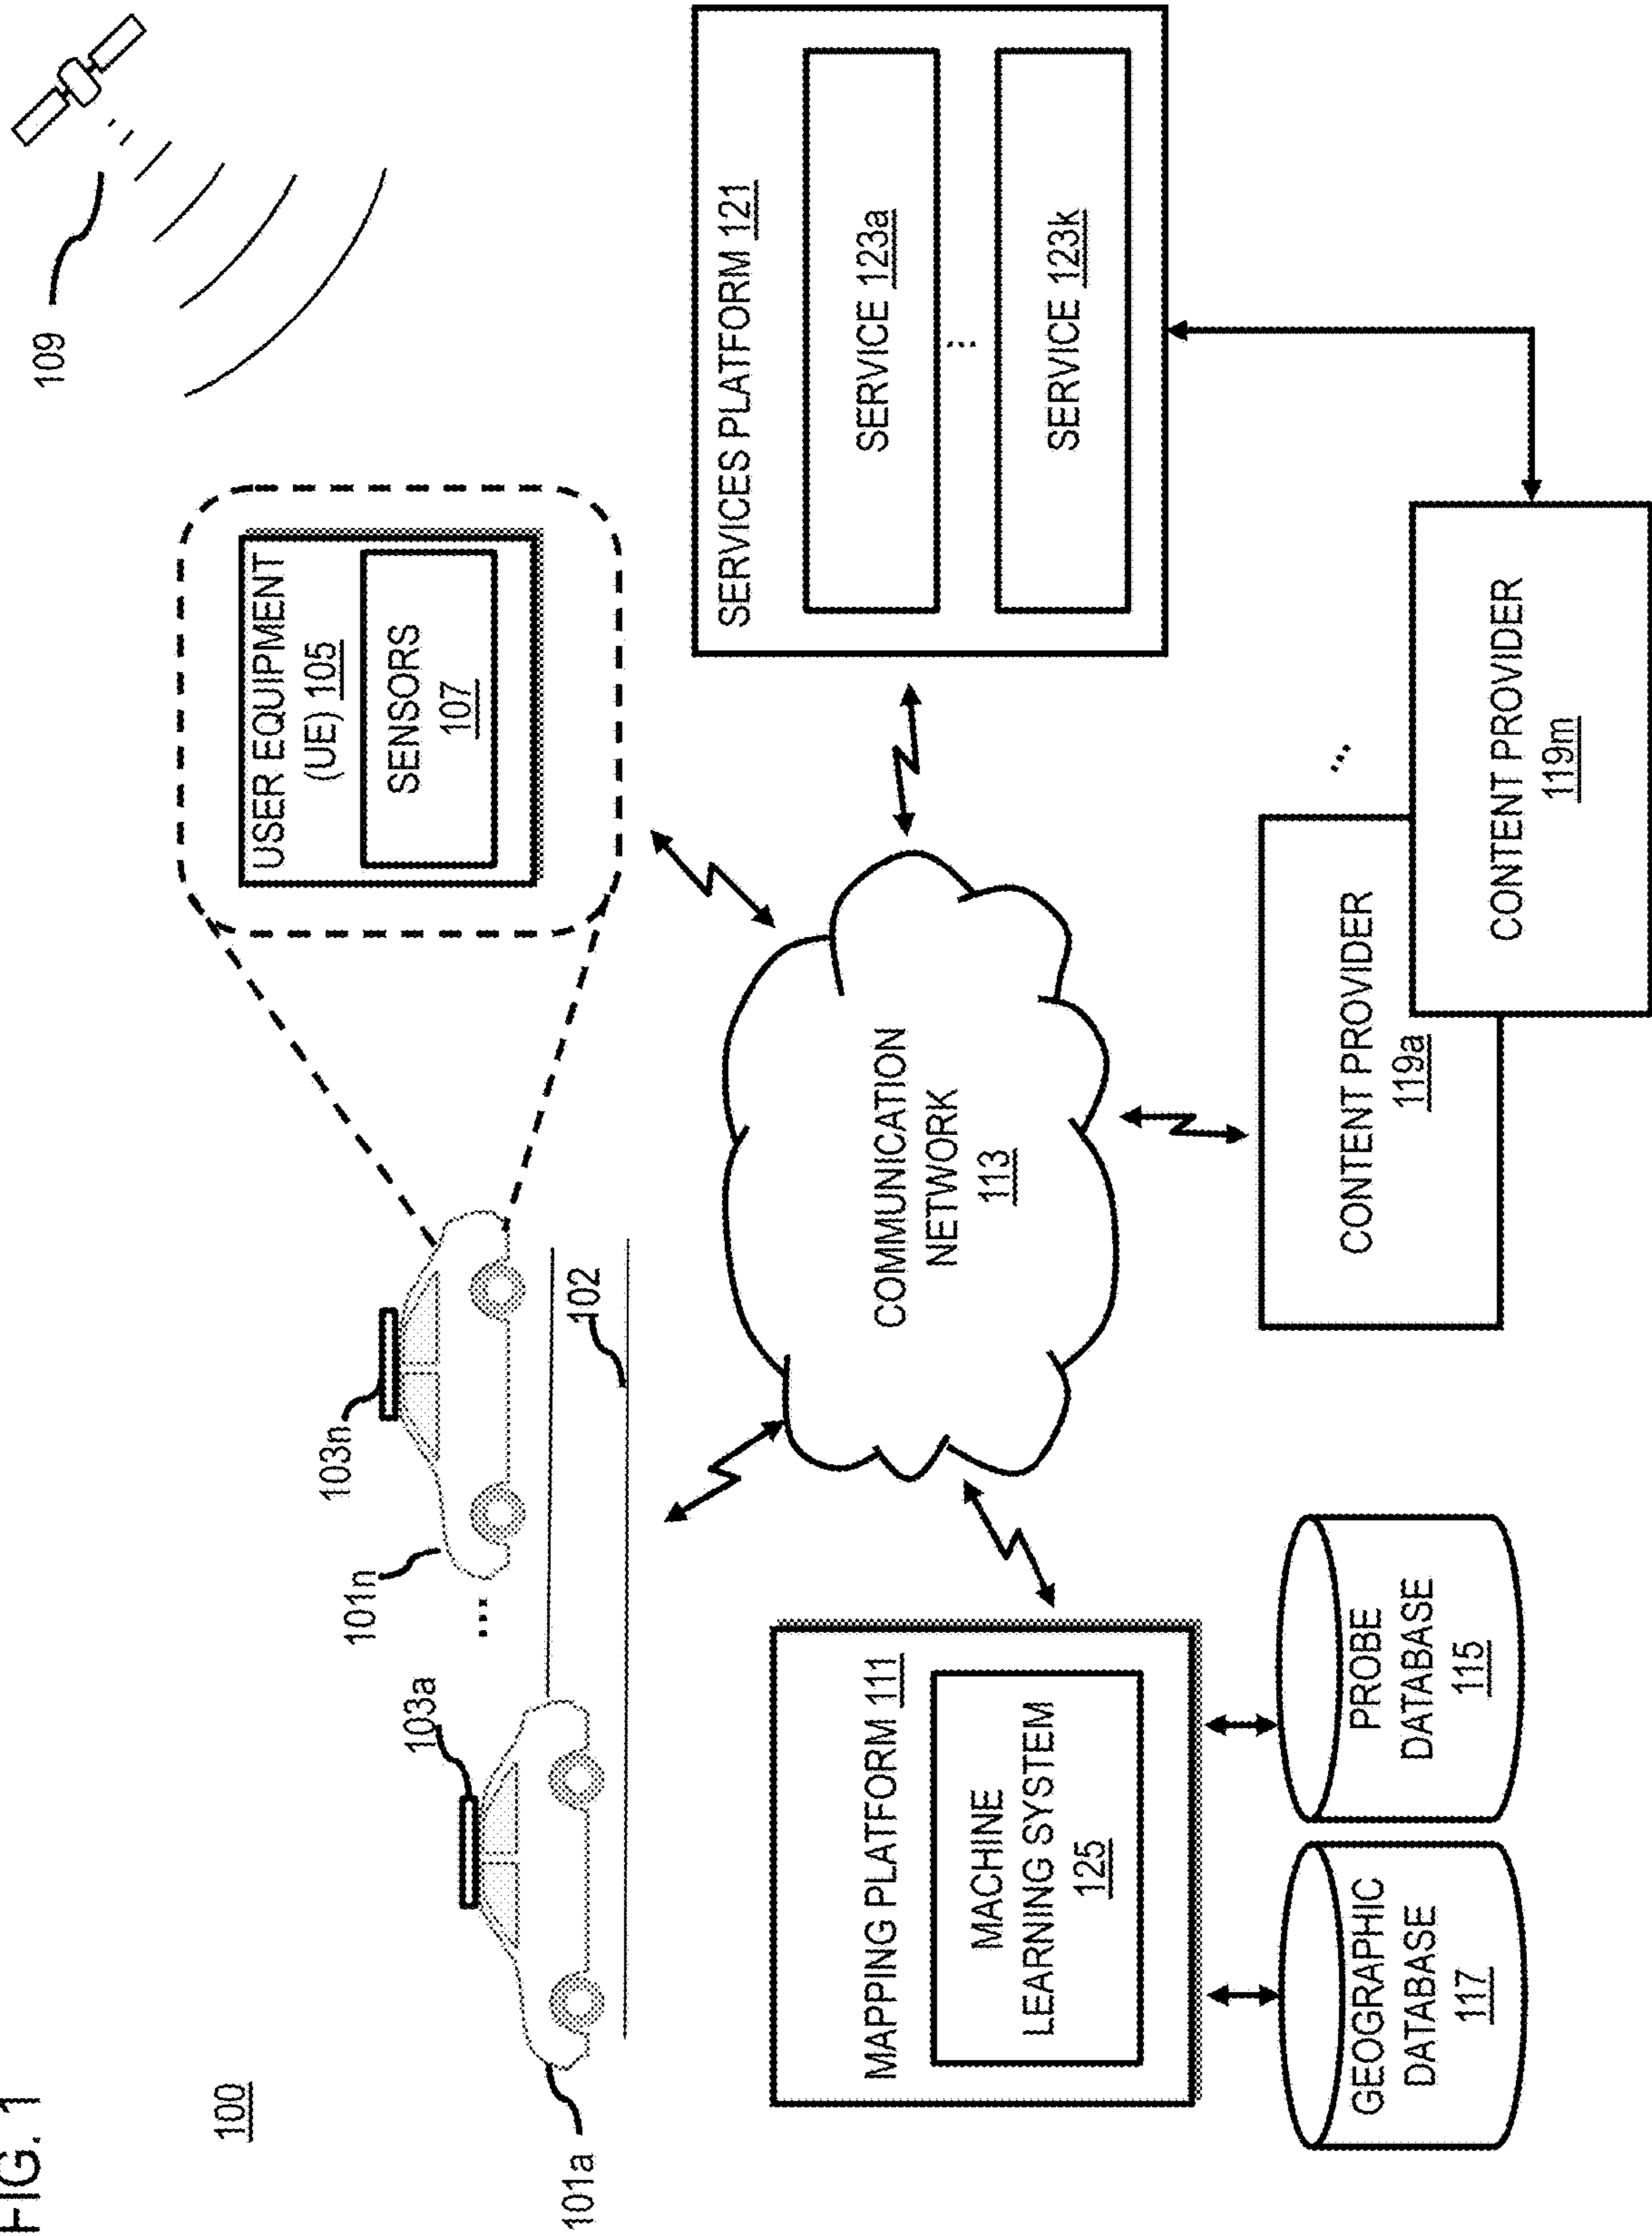 FIG. 1
100
109
USER EQUIPMENT
(UE) 105
SENSORS
107
103n
101n
...
103a
101a
102
SERVICES PLATFORM 121
SERVICE 123a
...
SERVICE 123k
COMMUNICATION
NETWORK
113
MAPPING PLATFORM 111
MACHINE
LEARNING SYSTEM
125
GEOGRAPHIC
DATABASE
117
PROBE
DATABASE
115
CONTENT PROVIDER
119a
...
CONTENT PROVIDER
119m